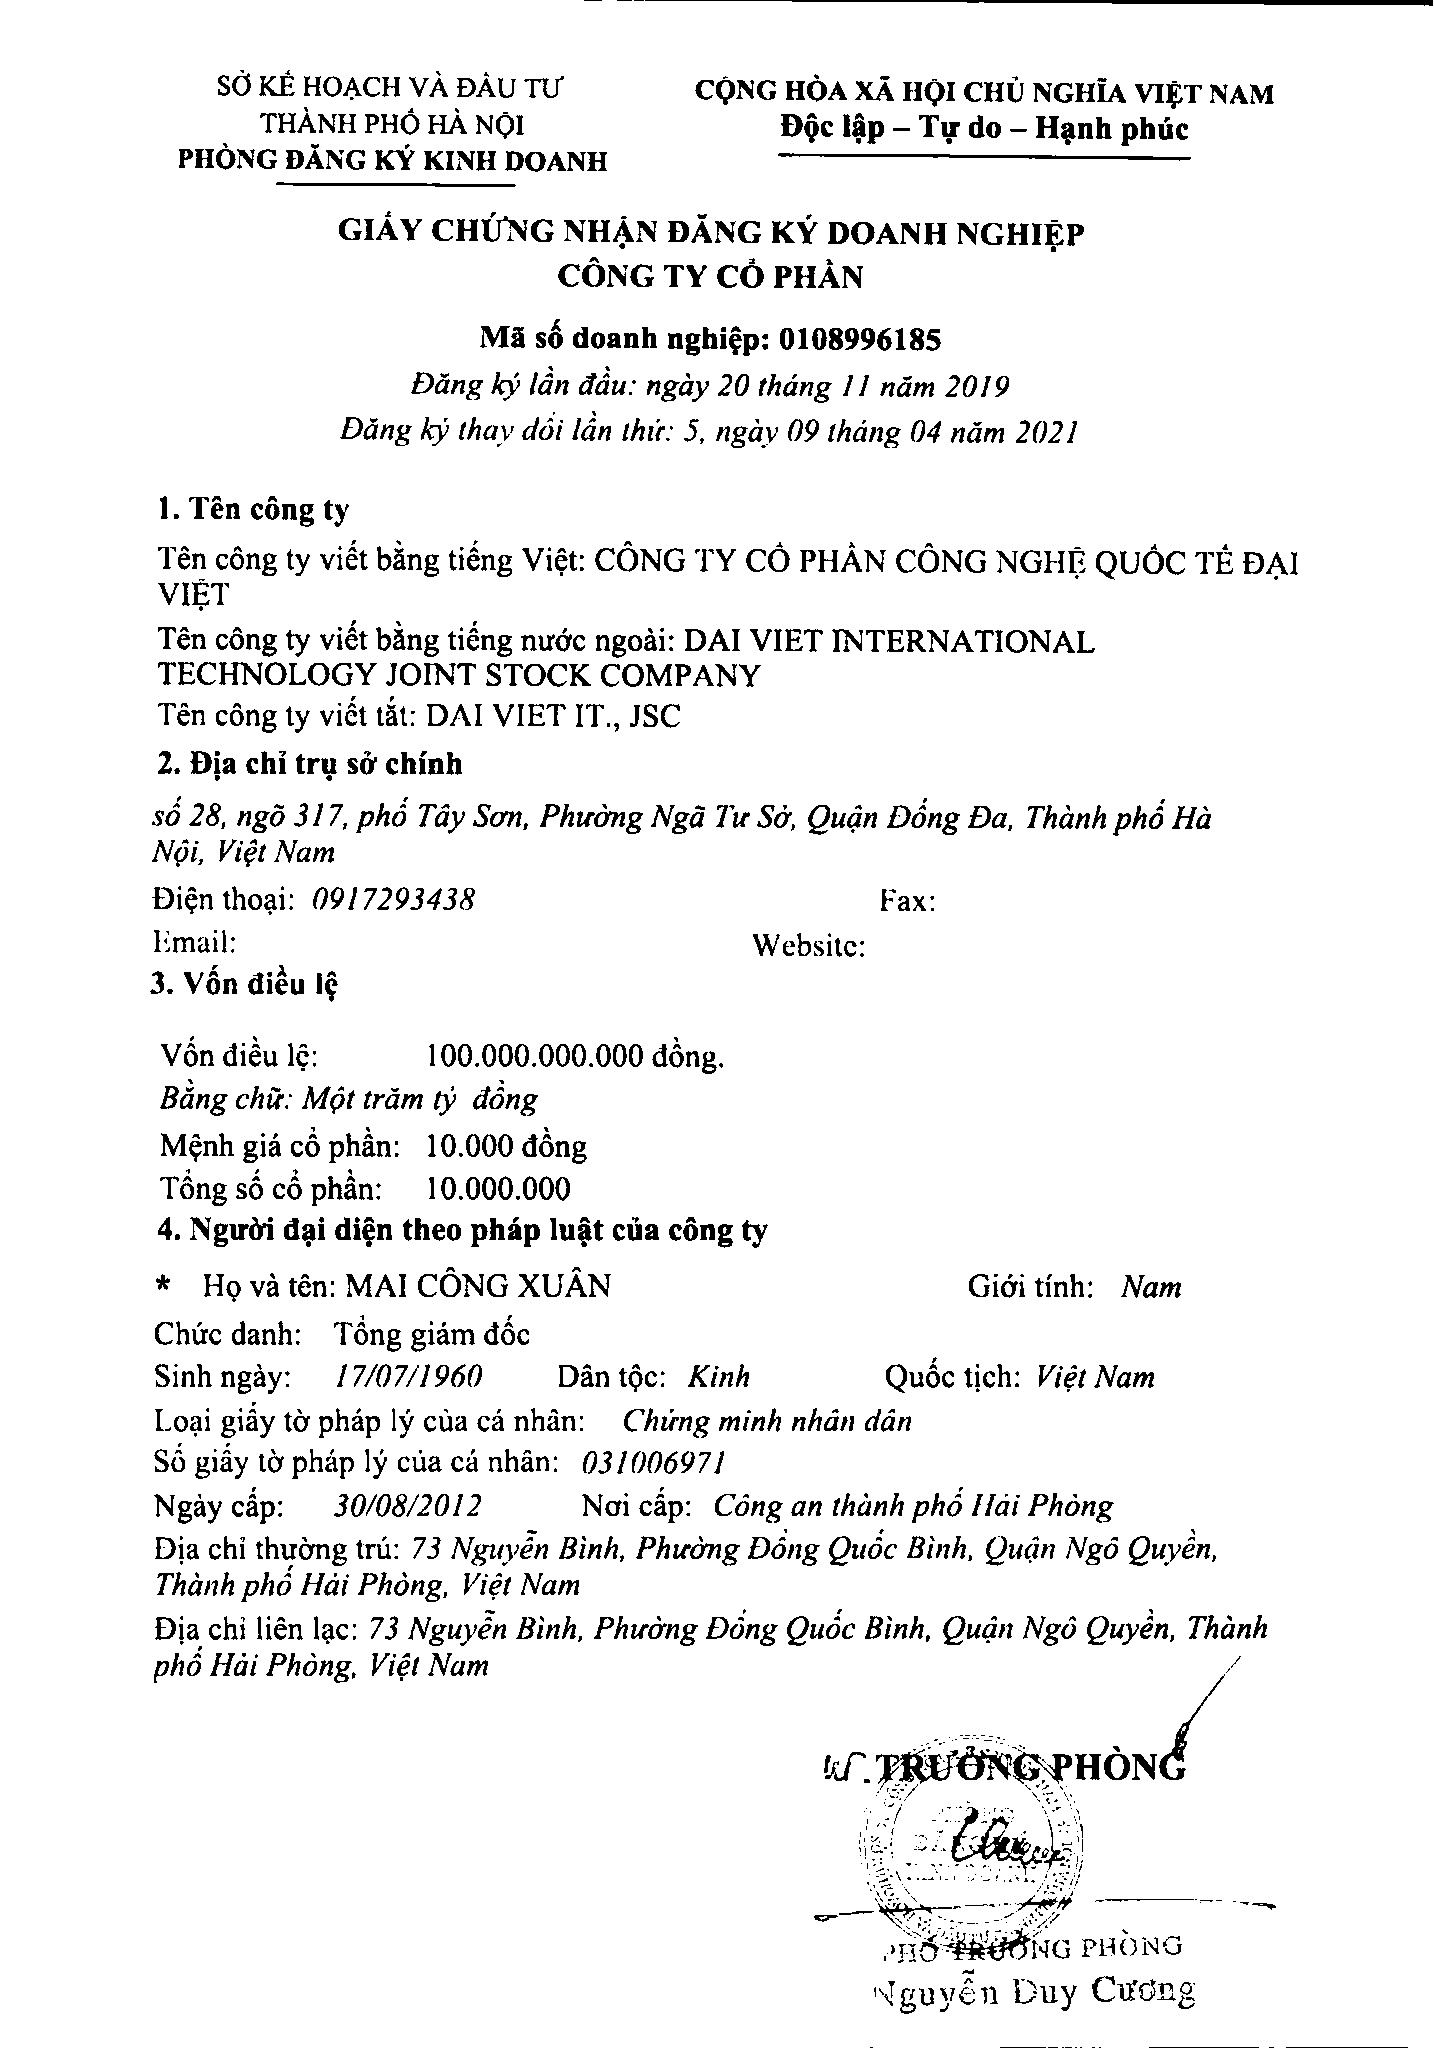 SỞ KẾ HOẠCH VÀ ĐẦU TƯ
THÀNH PHỐ HÀ NỘI
PHÒNG ĐĂNG KÝ KINH DOANH
CỘNG HÒA XÃ HỘI CHỦ NGHĨA VIỆT NAM
Độc lập – Tự do – Hạnh phúc
GIẤY CHỨNG NHẬN ĐĂNG KÝ DOANH NGHIỆP
CÔNG TY CỔ PHẦN
Mã số doanh nghiệp: 0108996185
Đăng ký lần đầu: ngày 20 tháng 11 năm 2019
Đăng ký thay đổi lần thứ: 5, ngày 09 tháng 04 năm 2021
1. Tên công ty
Tên công ty viết bằng tiếng Việt: CÔNG TY CỔ PHẦN CÔNG NGHỆ QUỐC TẾ ĐẠI
VIỆT
Tên công ty viết bằng tiếng nước ngoài: DAI VIET INTERNATIONAL
TECHNOLOGY JOINT STOCK COMPANY
Tên công ty viết tắt: DAI VIET IT., JSC
2. Địa chỉ trụ sở chính
số 28, ngõ 317, phố Tây Sơn, Phường Ngã Tư Sở, Quận Đống Đa, Thành phố Hà
Nội, Việt Nam
Điện thoại: 0917293438 Fax:
Email: Website:
3. Vốn điều lệ
Vốn điều lệ: 100.000.000.000 đồng.
Bằng chữ: Một trăm tỷ đồng
Mệnh giá cổ phần: 10.000 đồng
Tổng số cổ phần: 10.000.000
4. Người đại diện theo pháp luật của công ty
* Họ và tên: MAI CÔNG XUÂN Giới tính: Nam
Chức danh: Tổng giám đốc
Sinh ngày: 17/07/1960 Dân tộc: Kinh Quốc tịch: Việt Nam
Loại giấy tờ pháp lý của cá nhân: Chứng minh nhân dân
Số giấy tờ pháp lý của cá nhân: 031006971
Ngày cấp: 30/08/2012 Nơi cấp: Công an thành phố Hải Phòng
Địa chỉ thường trú: 73 Nguyễn Bình, Phường Đồng Quốc Bình, Quận Ngô Quyền,
Thành phố Hải Phòng, Việt Nam
Địa chỉ liên lạc: 73 Nguyễn Bình, Phường Đổng Quốc Bình, Quận Ngô Quyền, Thành
phố Hải Phòng, Việt Nam
TRƯỞNG PHÒNG
PHÓ TRƯỞNG PHÒNG
Nguyễn Duy Cương